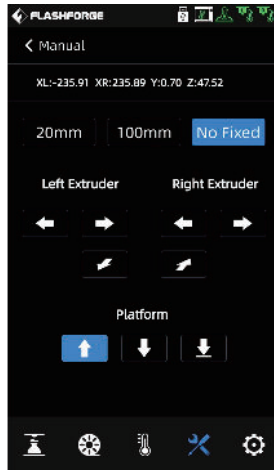 FLASHFORGE
Manual
XL:-235.91 XR:235.89 Y:0.70 Z:47.52
20mm 100mm No Fixed
Left Extruder Right Extruder
Platform